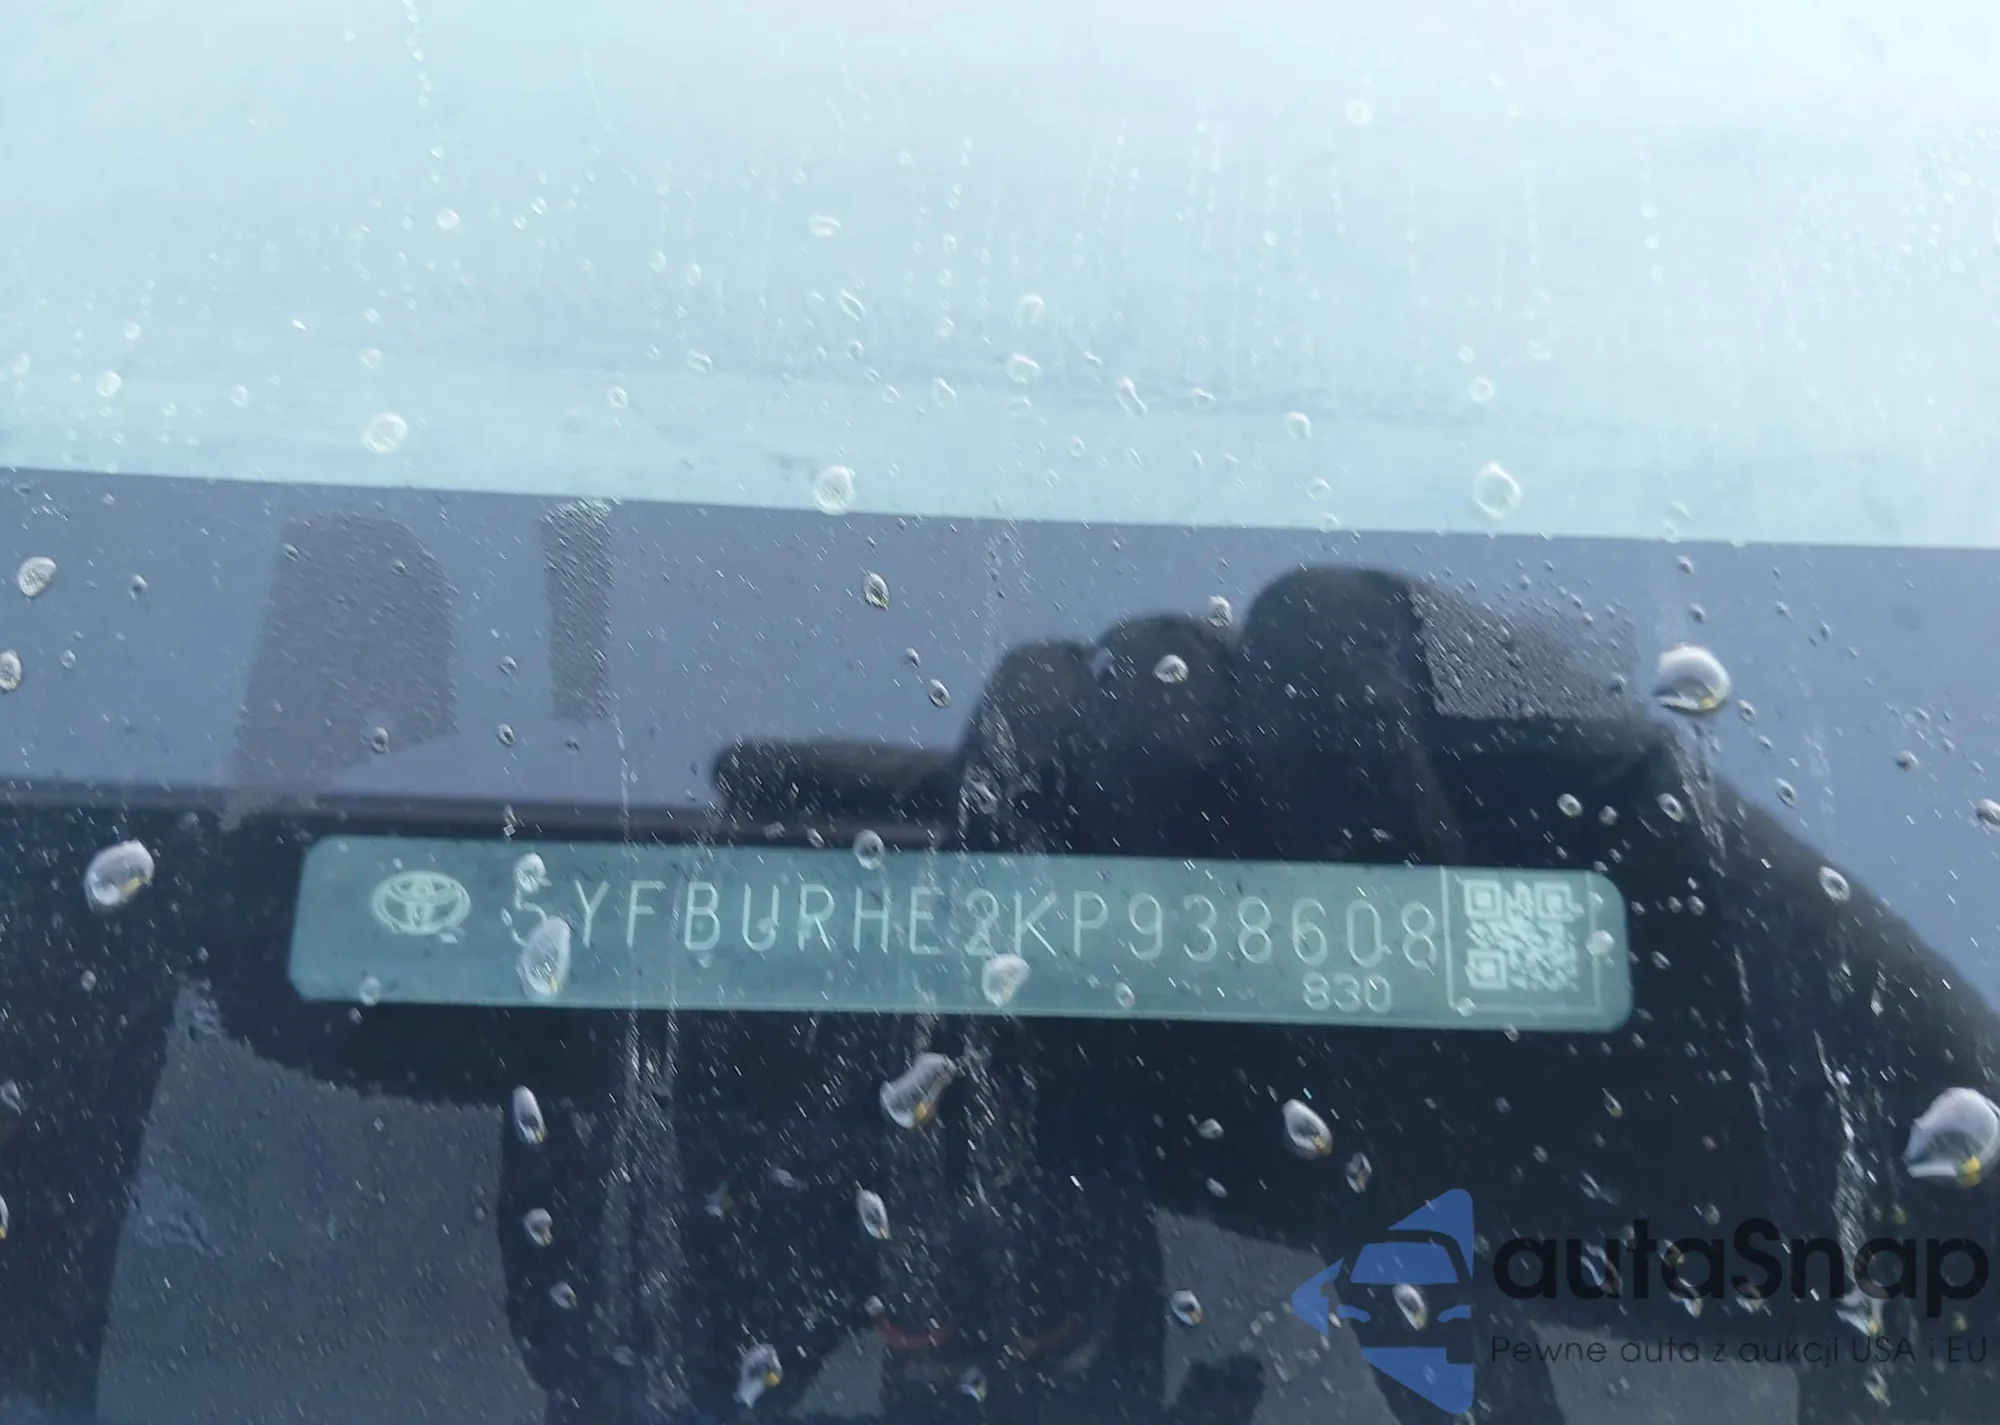 5YFBURHE2KP938608
830
autaSnap
Pewne auta z aukcji USA i EU